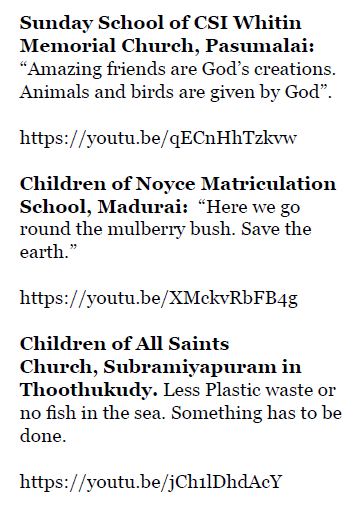 Sunday School of CSI Whitin
Memorial Church, Pasumalai:
“Amazing friends are God’s creations.
Animals and birds are given by God”.
https://youtu.be/qECnHhTzkvw
Children of Noyce Matriculation
School, Madurai:  “Here we go
round the mulberry bush. Save the
earth.”
https://youtu.be/XMckvRbFB4g
Children of All Saints
Church, Subramiyapuram in
Thoothukudy. Less Plastic waste or
no fish in the sea. Something has to be
done.
https://youtu.be/jCh1lDhdAcY